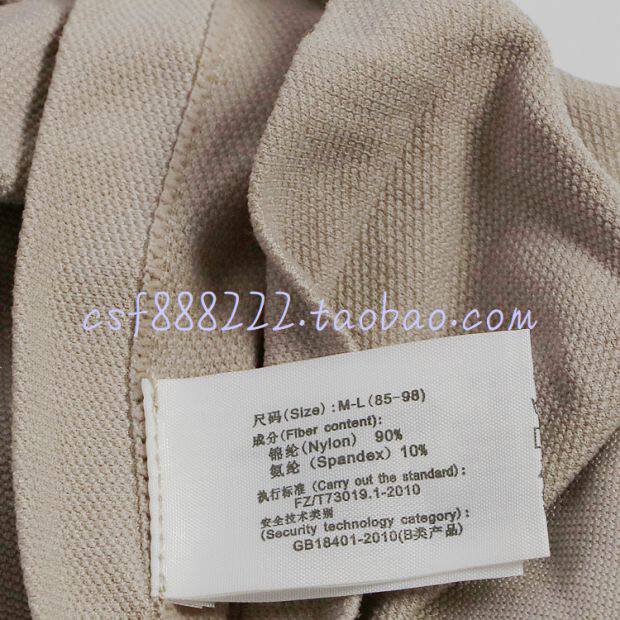 csf888222.taobao.com
尺码(Size):M-L(85-98)
成分(Fiber content):
锦纶(Nylon) 90%
氨纶(Spandex) 10%
执行标准(Carry out the standard):
FZ/T73019.1-2010
安全技术类别
(Security technology category):
GB18401-2010(B类产品)